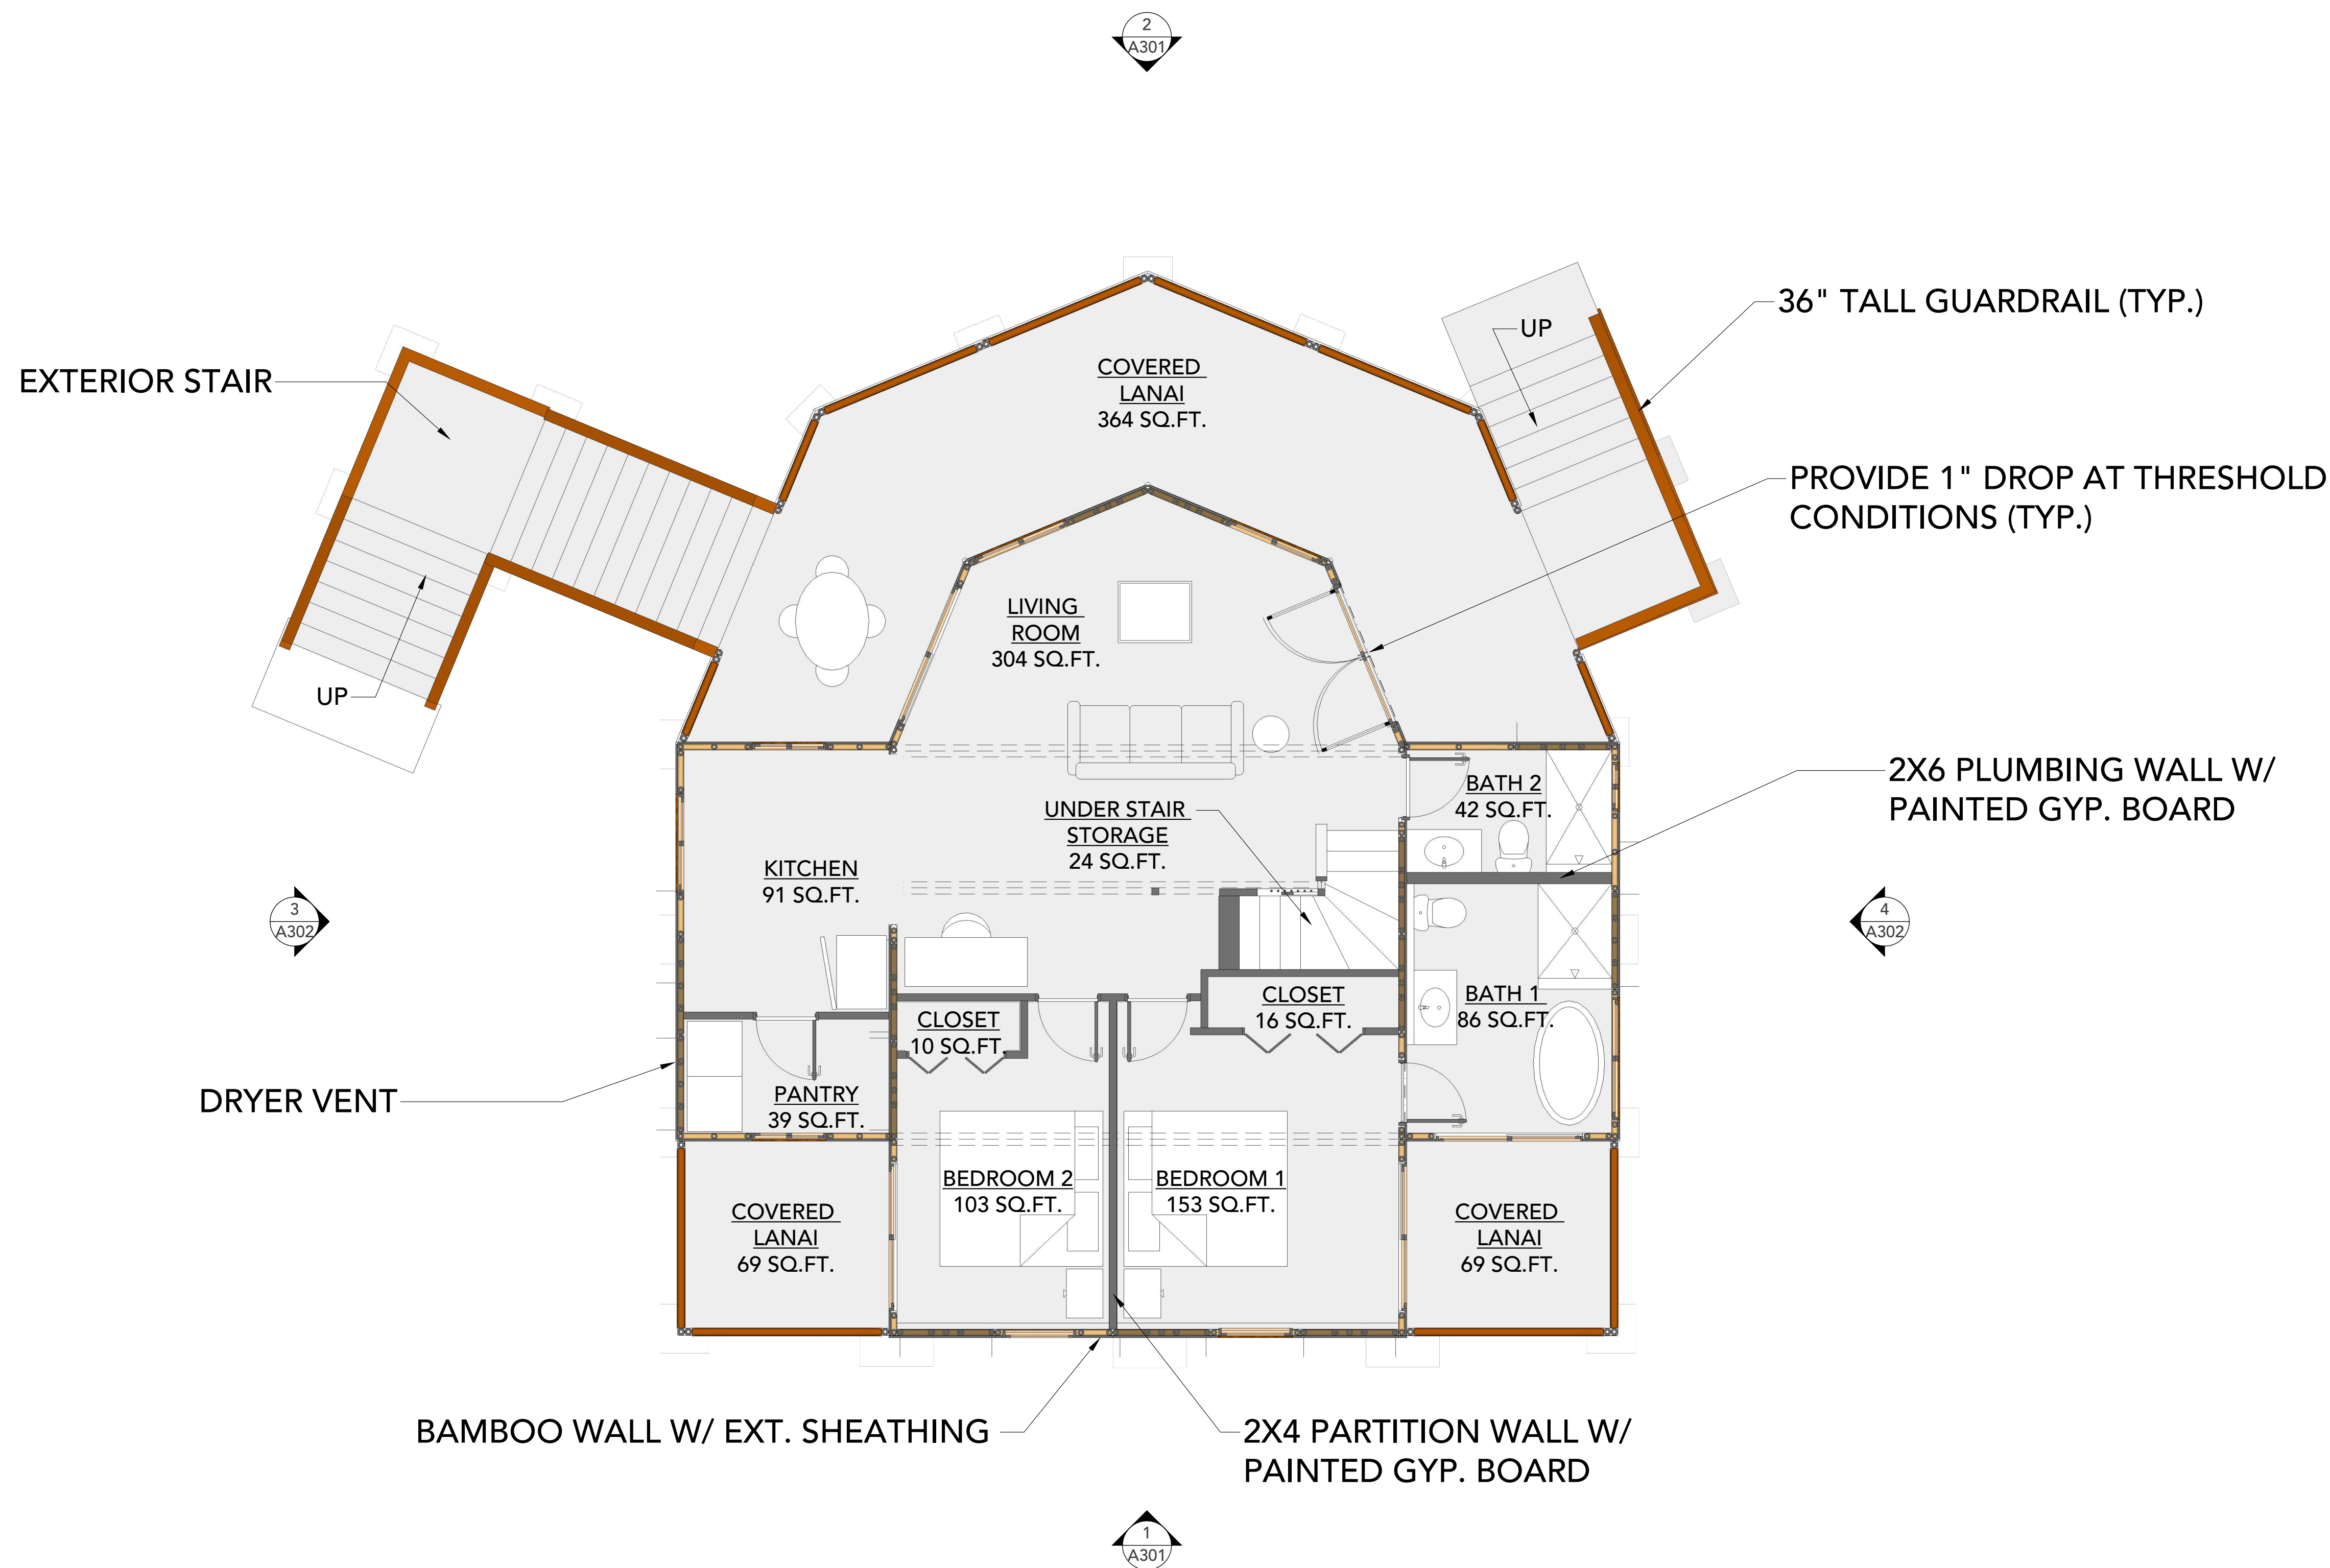 2
A301
36" TALL GUARDRAIL (TYP.)
UP
EXTERIOR STAIR
COVERED
LANAI
364 SQ.FT.
PROVIDE 1" DROP AT THRESHOLD
CONDITIONS (TYP.)
LIVING
ROOM
304 SQ.FT.
UP
2X6 PLUMBING WALL W/
PAINTED GYP. BOARD
BATH 2
42 SQ.FT.
UNDER STAIR
STORAGE
24 SQ.FT.
KITCHEN
91 SQ.FT.
3
A302
4
A302
CLOSET
16 SQ.FT.
BATH 1
86 SQ.FT.
CLOSET
10 SQ.FT.
DRYER VENT
PANTRY
39 SQ.FT.
BEDROOM 2
103 SQ.FT.
BEDROOM 1
153 SQ.FT.
COVERED
LANAI
69 SQ.FT.
COVERED
LANAI
69 SQ.FT.
BAMBOO WALL W/ EXT. SHEATHING
2X4 PARTITION WALL W/
PAINTED GYP. BOARD
1
A301